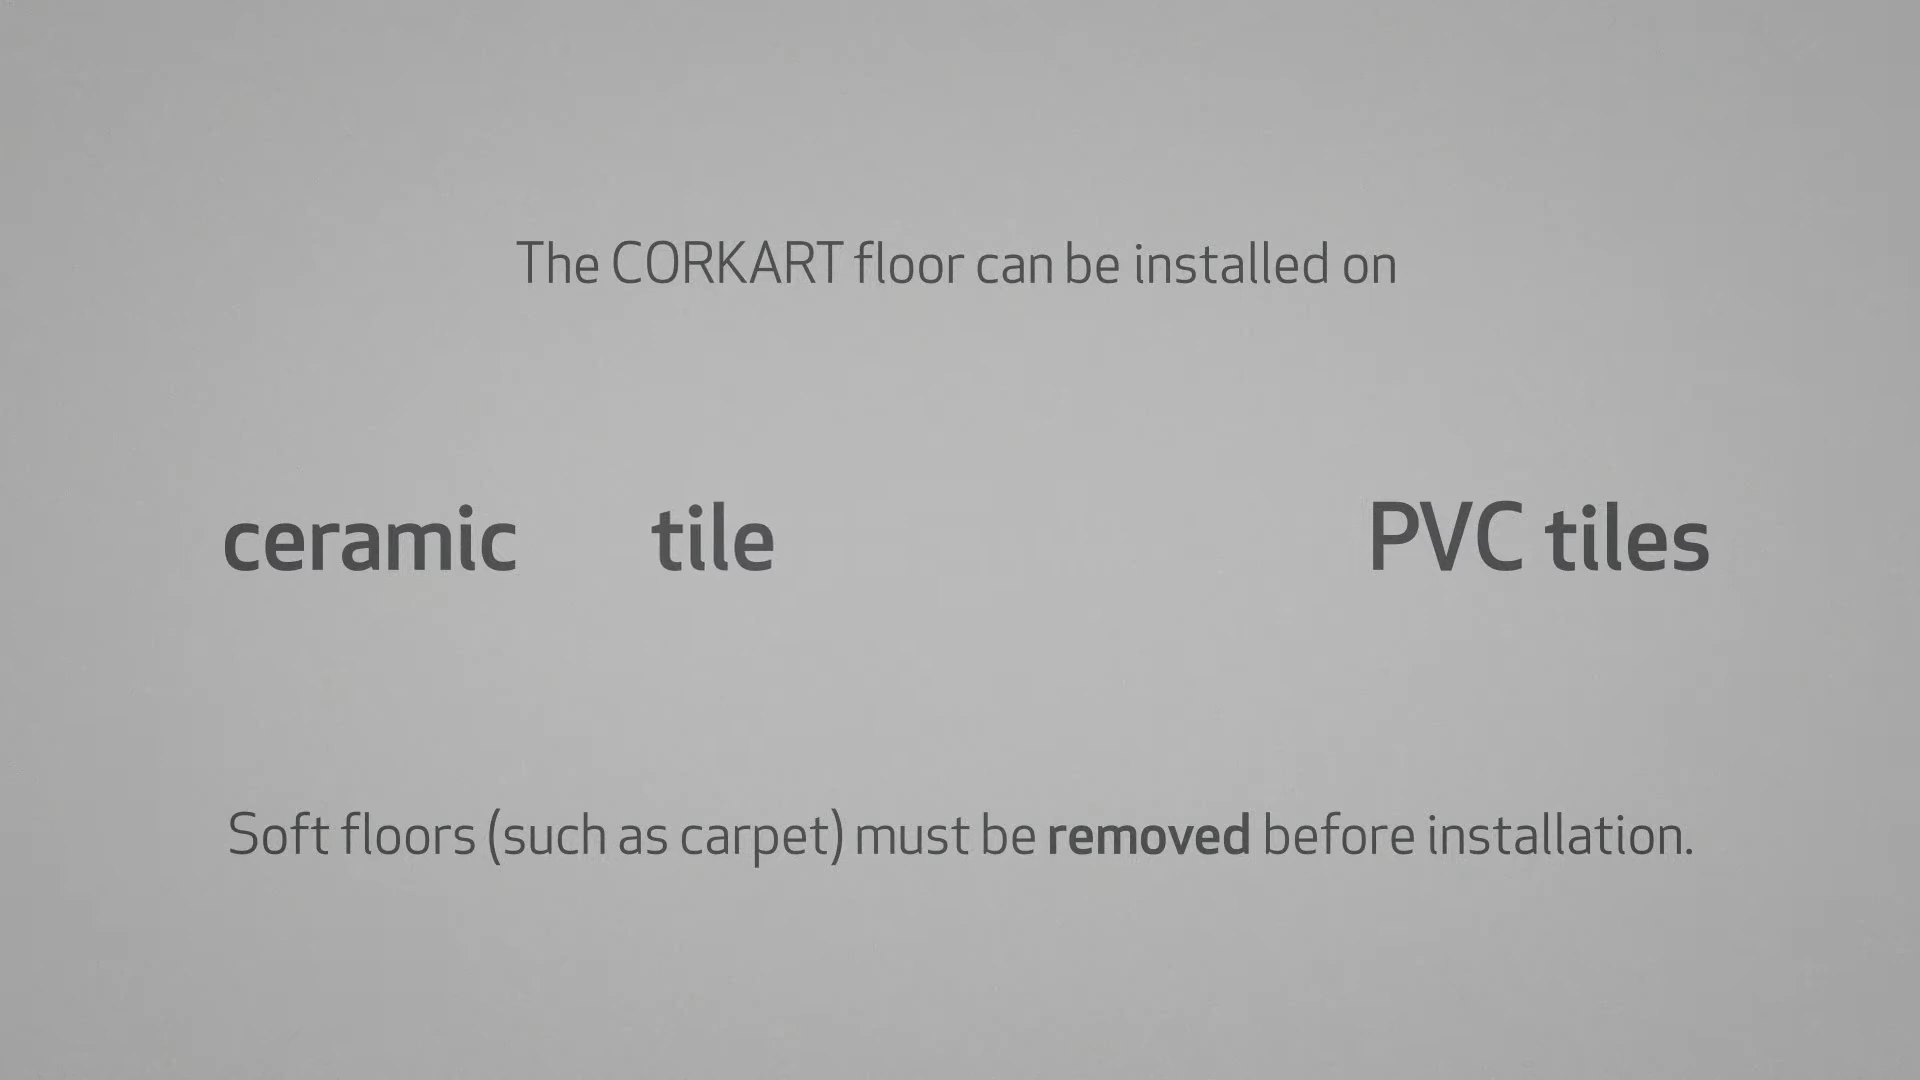 The CORKART floor can be installed on
ceramic tile PVC tiles
Soft floors (such as carpet) must be removed before installation.